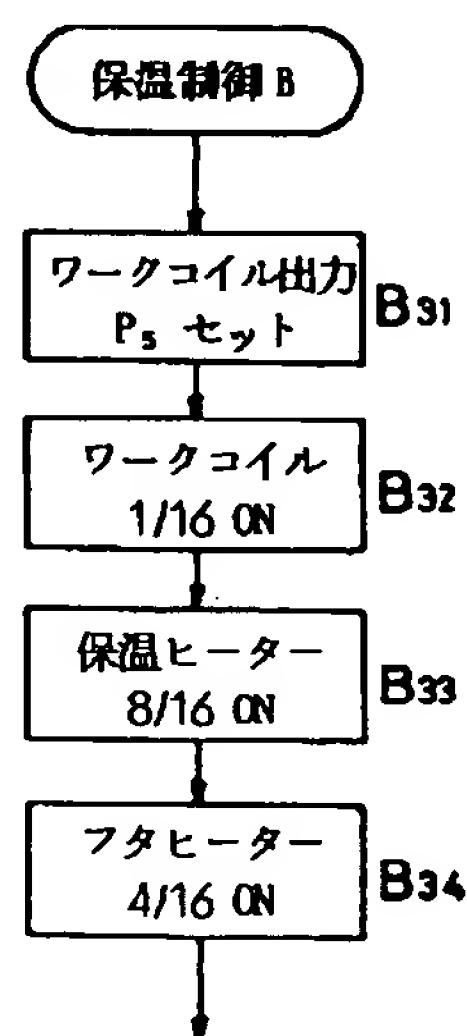 保温制御 B
ワークコイル出力
P₅ セット
B31
ワークコイル
1/16 ON
B32
保温ヒーター
8/16 ON
B33
フタヒーター
4/16 ON
B34